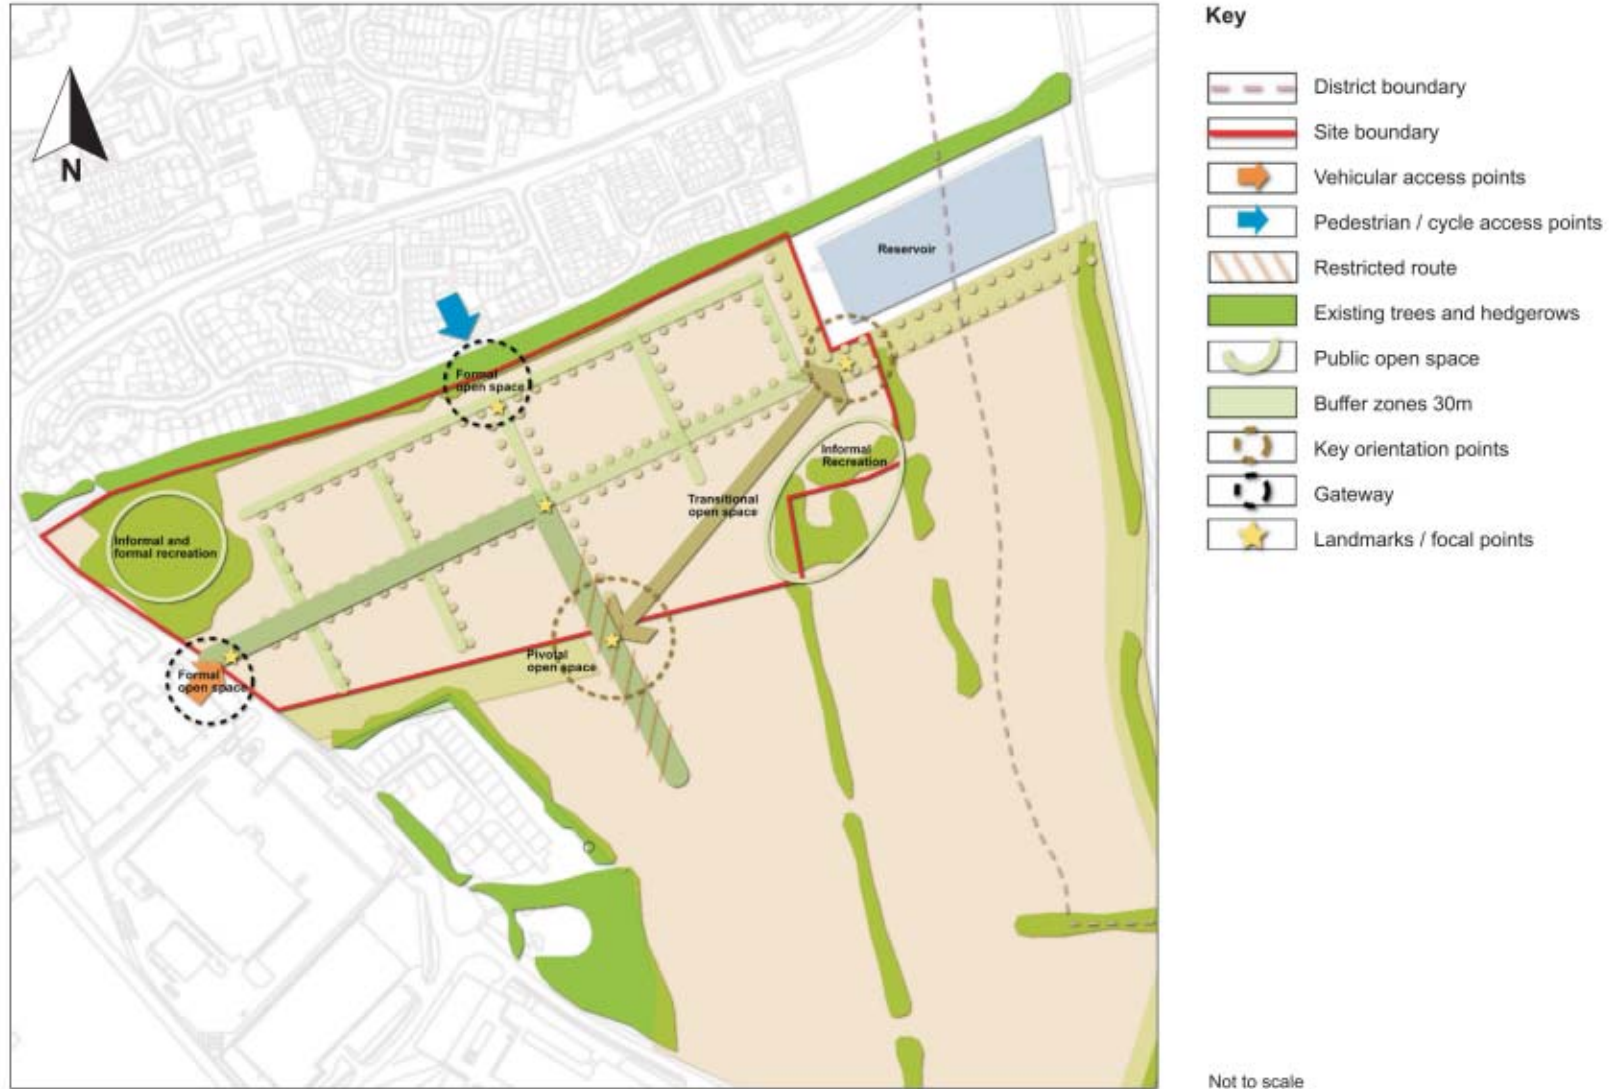 N
Reservoir
Formal
open space
Informal
Recreation
Transitional
open space
Informal and
formal recreation
Pivotal
open space
Formal
open space
Key
District boundary
Site boundary
Vehicular access points
Pedestrian / cycle access points
Restricted route
Existing trees and hedgerows
Public open space
Buffer zones 30m
Key orientation points
Gateway
Landmarks / focal points
Not to scale